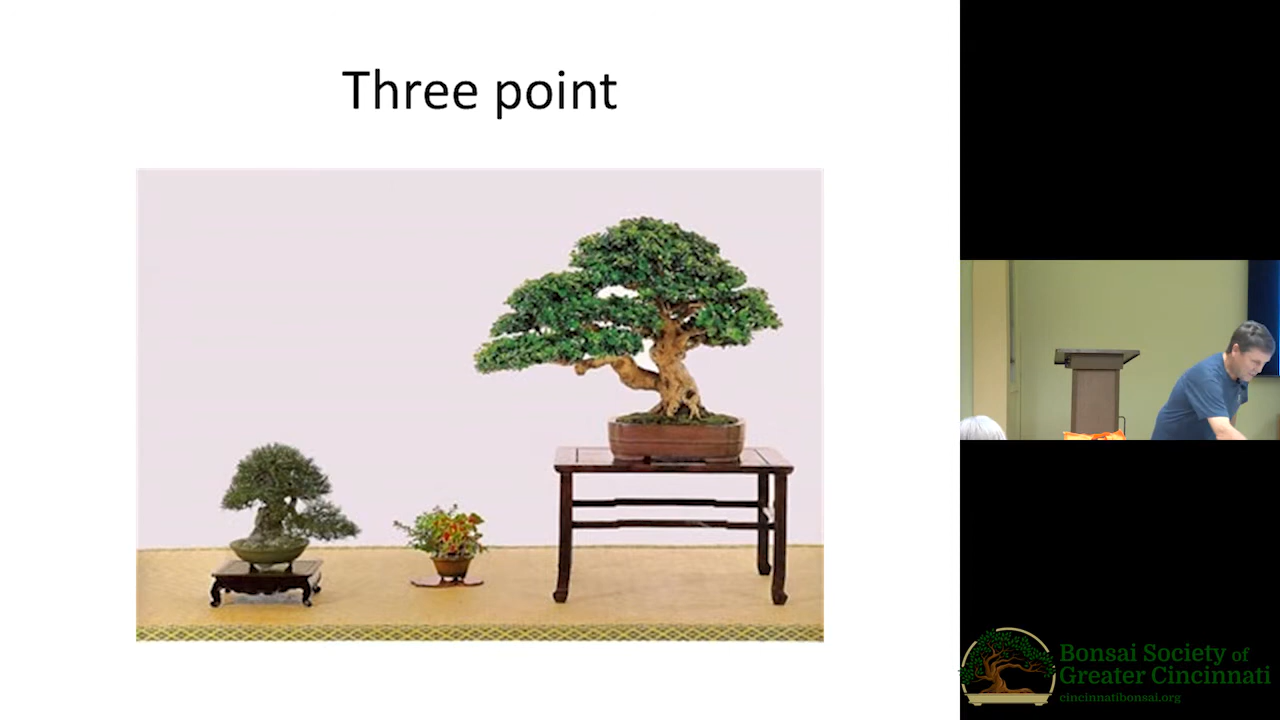 Three point
Bonsai Society of
Greater Cincinnati
cincinnatibonsai.org